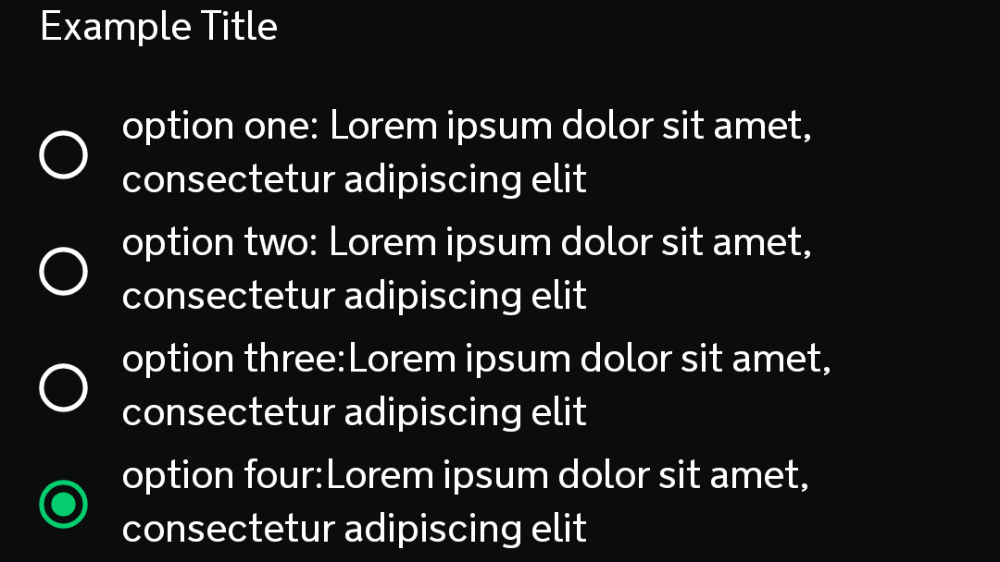 Example Title
option one: Lorem ipsum dolor sit amet,
consectetur adipiscing elit
option two: Lorem ipsum dolor sit amet,
consectetur adipiscing elit
option three:Lorem ipsum dolor sit amet,
consectetur adipiscing elit
option four:Lorem ipsum dolor sit amet,
consectetur adipiscing elit